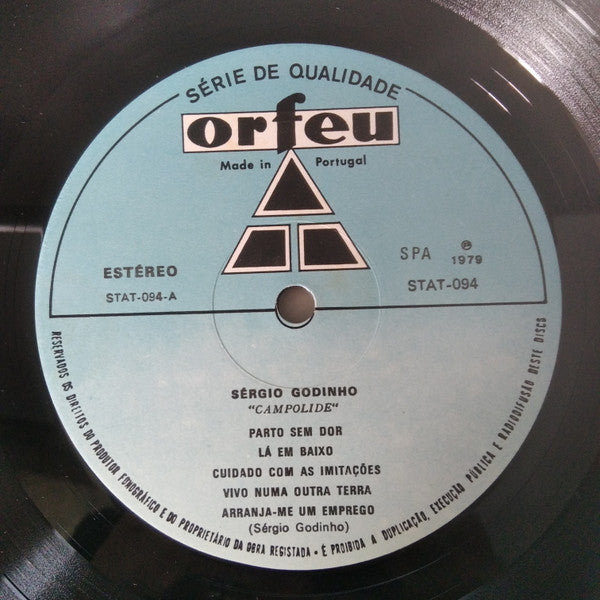 SÉRIE DE QUALIDADE
orfeu
Made in Portugal
ESTÉREO
STAT-094-A
SPA ℗ 1979
STAT-094
SÉRGIO GODINHO
"CAMPOLIDE"
PARTO SEM DOR
LÁ EM BAIXO
CUIDADO COM AS IMITAÇÕES
VIVO NUMA OUTRA TERRA
ARRANJA-ME UM EMPREGO
(Sérgio Godinho)
RESERVADOS OS DIREITOS DO PRODUTOR FONOGRÁFICO E DO PROPRIETÁRIO DA OBRA REGISTADA - É PROIBIDA A DUPLICAÇÃO, EXECUÇÃO PÚBLICA E RADIODIFUSÃO DESTE DISCO